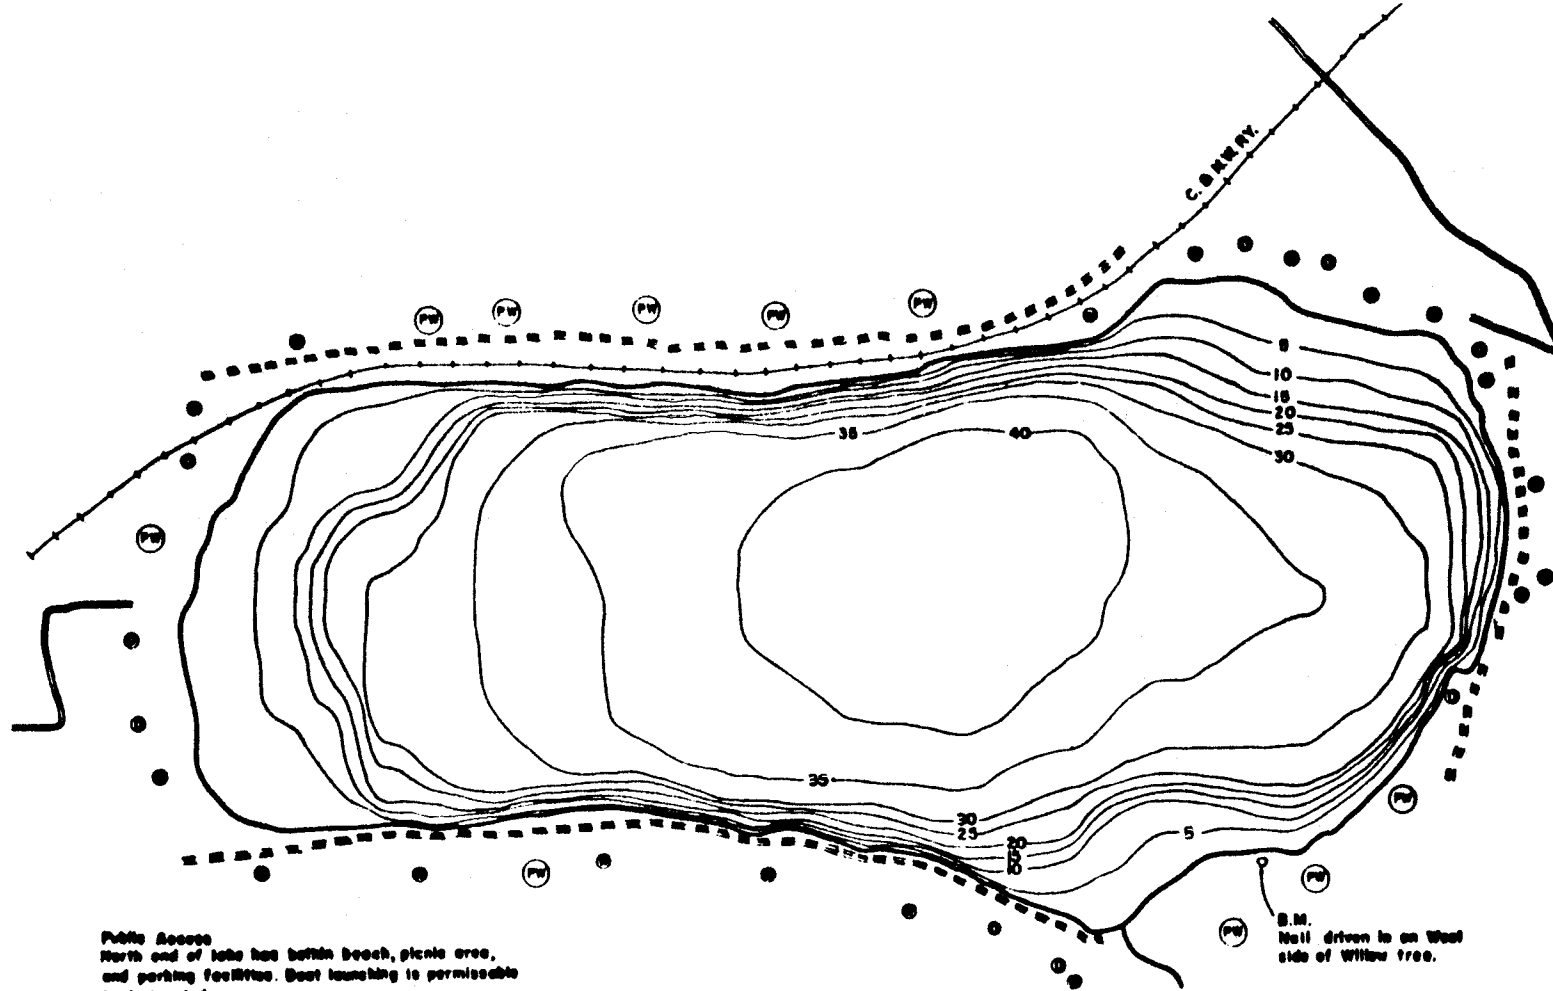 C. & N.W. RY.
PW
PW
PW
PW
PW
5
10
15
20
25
30
35
40
PW
35
30
25
20
15
10
5
PW
PW
PW
PW
B.M.
Nail driven in on West
side of Willow tree.
Public Access
North end of lake has bathin beach, picnic area,
and parking facilities. Boat launching is permissable